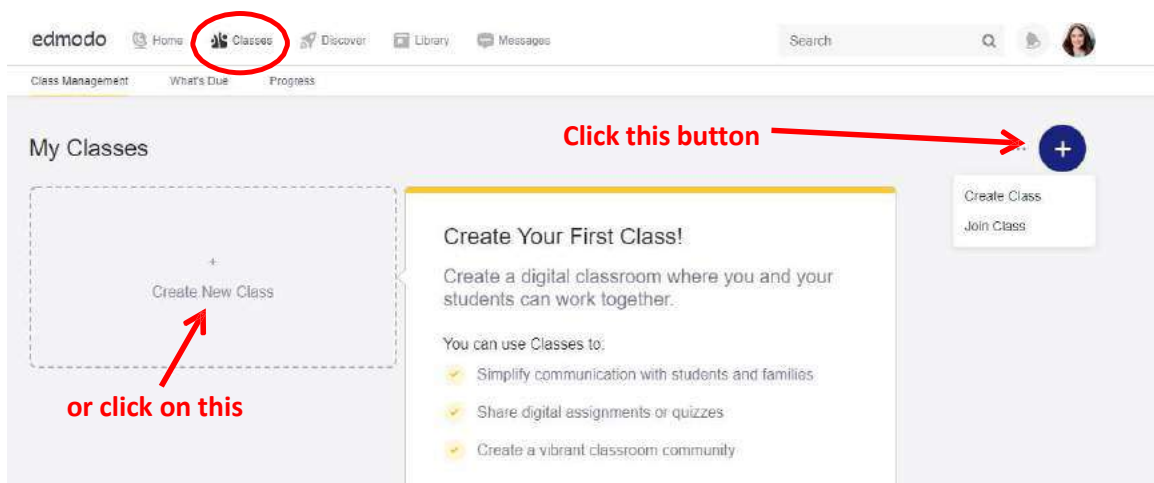 edmodo Home Classes Discover Library Messages Search
Class Management What's Due Progress
My Classes
Click this button
+
Create Class
Join Class
+
Create New Class
or click on this
Create Your First Class!
Create a digital classroom where you and your
students can work together.
You can use Classes to:
Simplify communication with students and families
Share digital assignments or quizzes
Create a vibrant classroom community